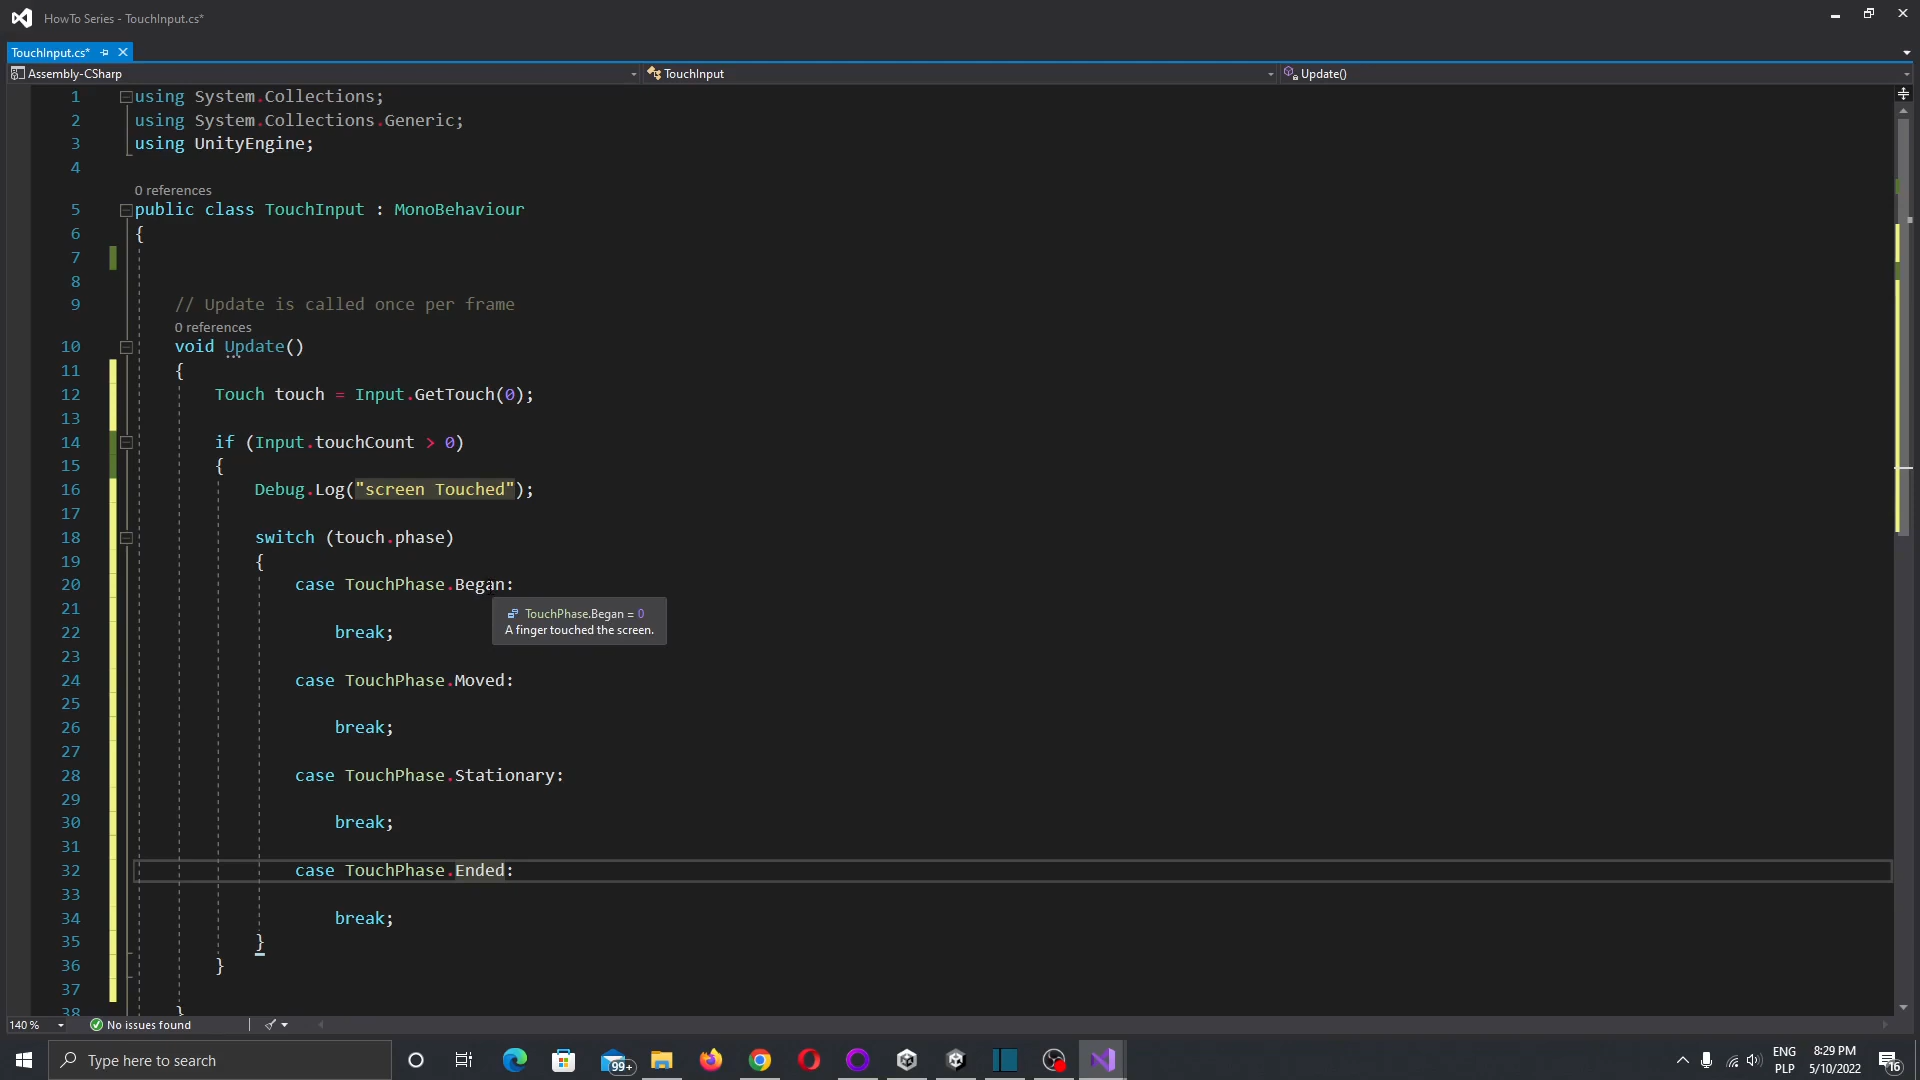 HowTo Series - TouchInput.cs*
TouchInput.cs*
Assembly-CSharp
TouchInput
Update()
1 using System.Collections;
2 using System.Collections.Generic;
3 using UnityEngine;
4
0 references
5 public class TouchInput : MonoBehaviour
6 {
7
8
9 // Update is called once per frame
0 references
10 void Update()
11 {
12 Touch touch = Input.GetTouch(0);
13
14 if (Input.touchCount > 0)
15 {
16 Debug.Log("screen Touched");
17
18 switch (touch.phase)
19 {
20 case TouchPhase.Began:
21
TouchPhase.Began = 0
A finger touched the screen.
22 break;
23
24 case TouchPhase.Moved:
25
26 break;
27
28 case TouchPhase.Stationary:
29
30 break;
31
32 case TouchPhase.Ended:
33
34 break;
35 }
36 }
37
38 }
140 %
No issues found
Type here to search
99+
ENG
PLP
8:29 PM
5/10/2022
16